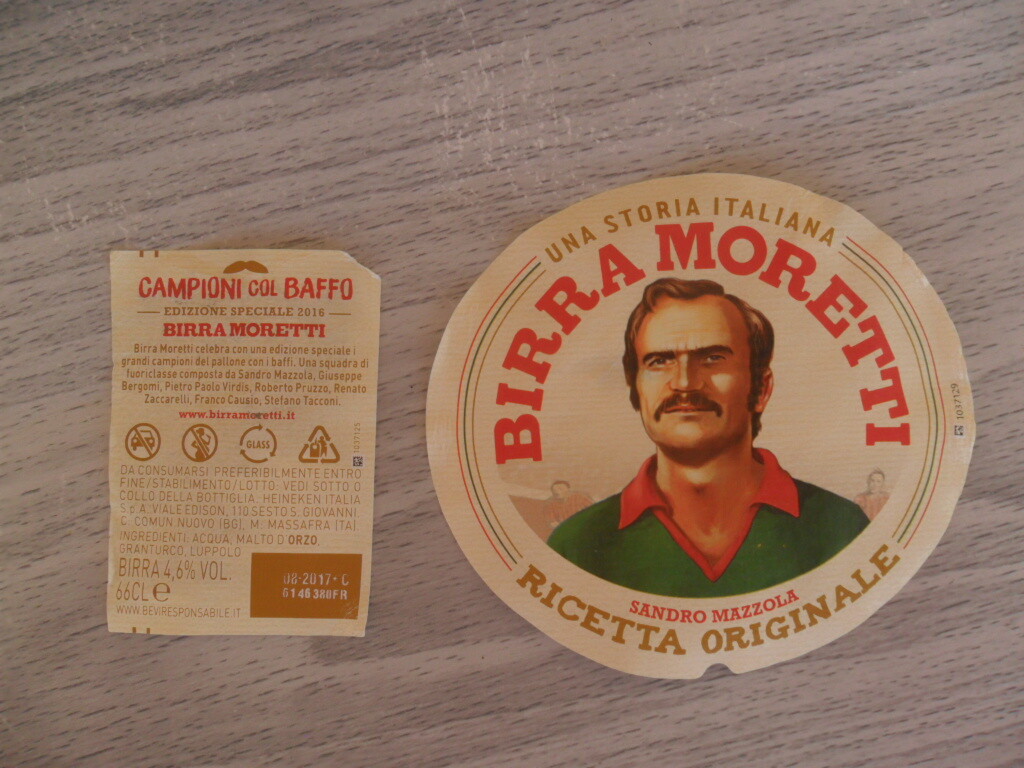 CAMPIONI COL BAFFO
EDIZIONE SPECIALE 2016
BIRRA MORETTI
Birra Moretti celebra con una edizione speciale i
grandi campioni del pallone con i baffi. Una squadra di
fuoriclasse composta da Sandro Mazzola, Giuseppe
Bergomi, Pietro Paolo Virdis, Roberto Pruzzo, Renato
Zaccarelli, Franco Causio, Stefano Tacconi.
www.birramoretti.it
GLASS
1037125
DA CONSUMARSI PREFERIBILMENTE ENTRO
FINE/STABILIMENTO/LOTTO: VEDI SOTTO O
COLLO DELLA BOTTIGLIA. HEINEKEN ITALIA
S.p.A. VIALE EDISON, 110 SESTO S. GIOVANNI.
C: COMUN NUOVO (BG), M: MASSAFRA (TA).
INGREDIENTI: ACQUA, MALTO D'ORZO,
GRANTURCO, LUPPOLO
BIRRA 4,6% VOL.
66CL e
WWW.BEVIRESPONSABILE.IT
08-2017·C
6146380FR
UNA STORIA ITALIANA
BIRRA MORETTI
1037129
SANDRO MAZZOLA
RICETTA ORIGINALE